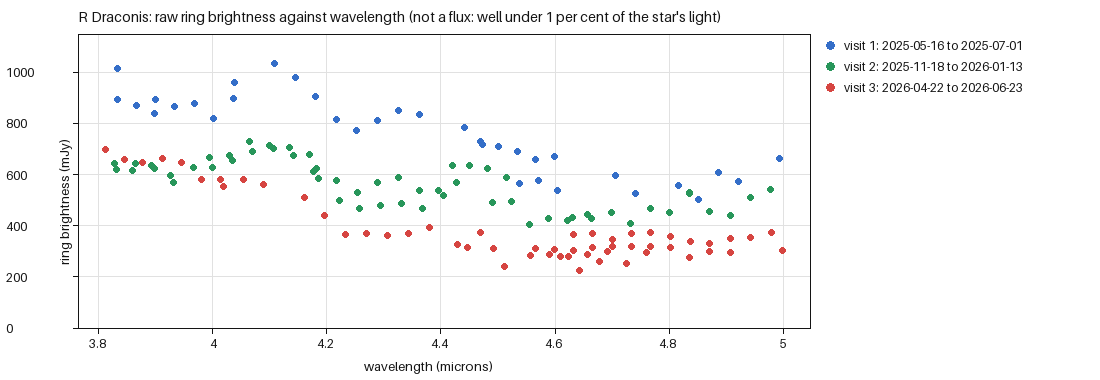 R Draconis: raw ring brightness against wavelength (not a flux: well under 1 per cent of the star's light)
visit 1: 2025-05-16 to 2025-07-01
visit 2: 2025-11-18 to 2026-01-13
visit 3: 2026-04-22 to 2026-06-23
ring brightness (mJy)
1000
800
600
400
200
0
3.8 4 4.2 4.4 4.6 4.8 5
wavelength (microns)